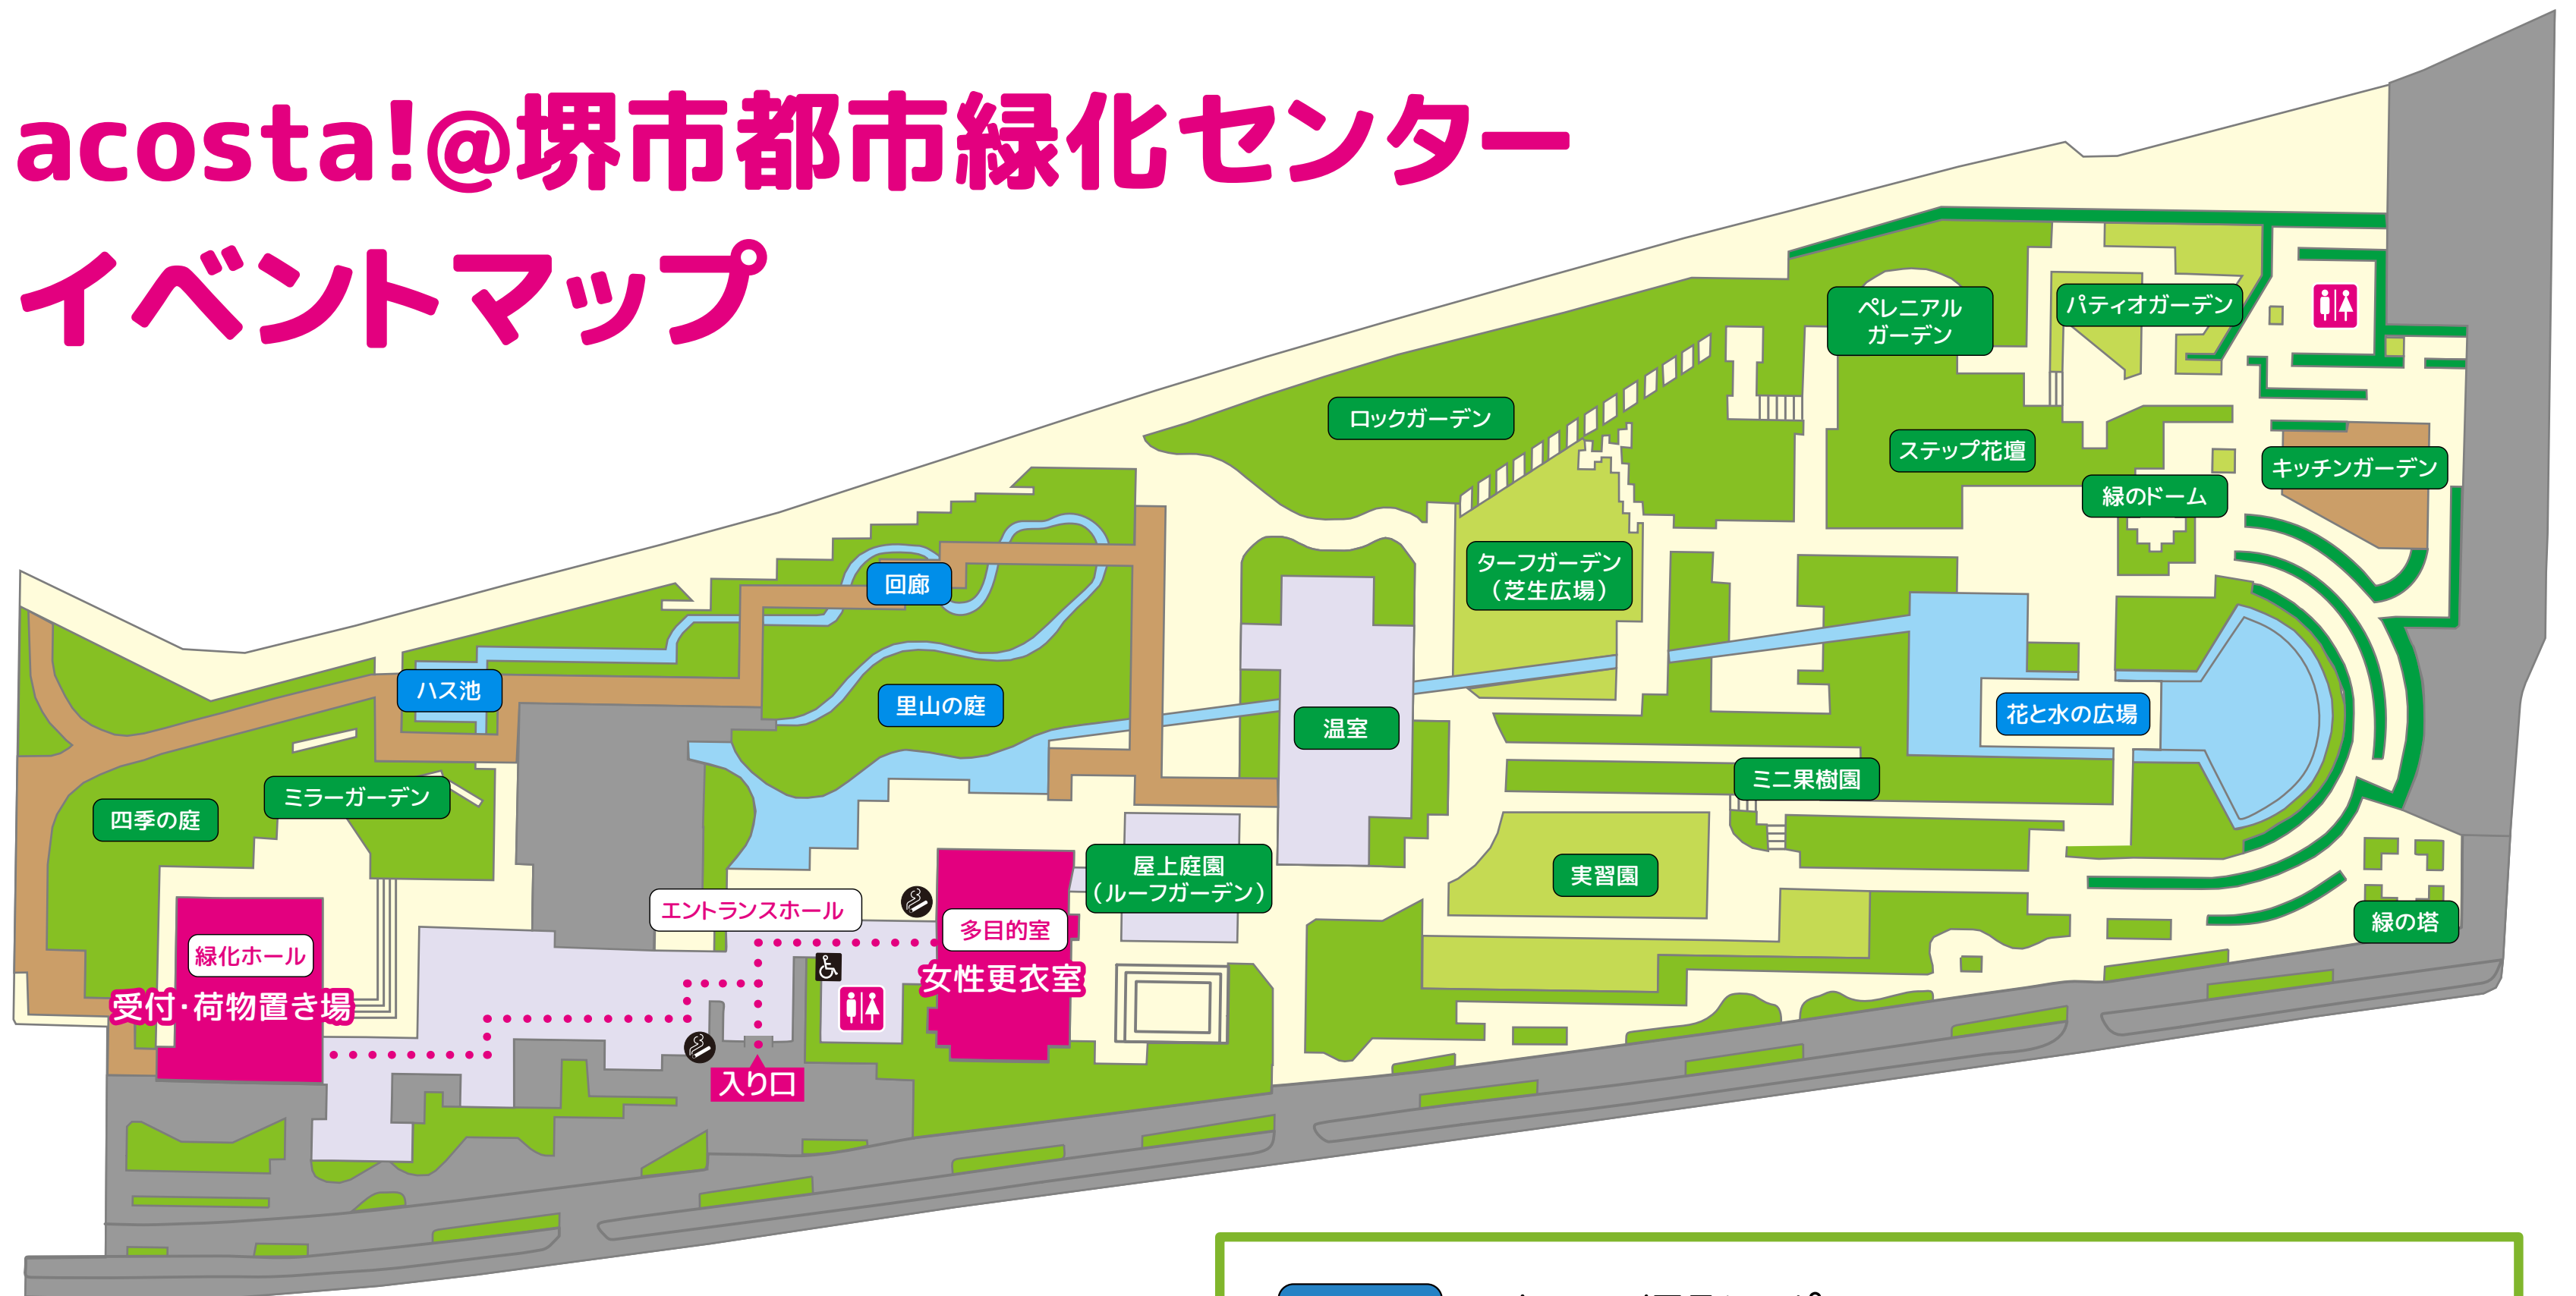 acosta!@堺市都市緑化センター
イベントマップ
ペレニアル
ガーデン
パティオガーデン
ロックガーデン
ステップ花壇
キッチンガーデン
緑のドーム
ターフガーデン
（芝生広場）
回廊
ハス池
里山の庭
温室
花と水の広場
ミニ果樹園
ミラーガーデン
四季の庭
屋上庭園
（ルーフガーデン）
実習園
エントランスホール
多目的室
女性更衣室
緑の塔
緑化ホール
受付・荷物置き場
入り口